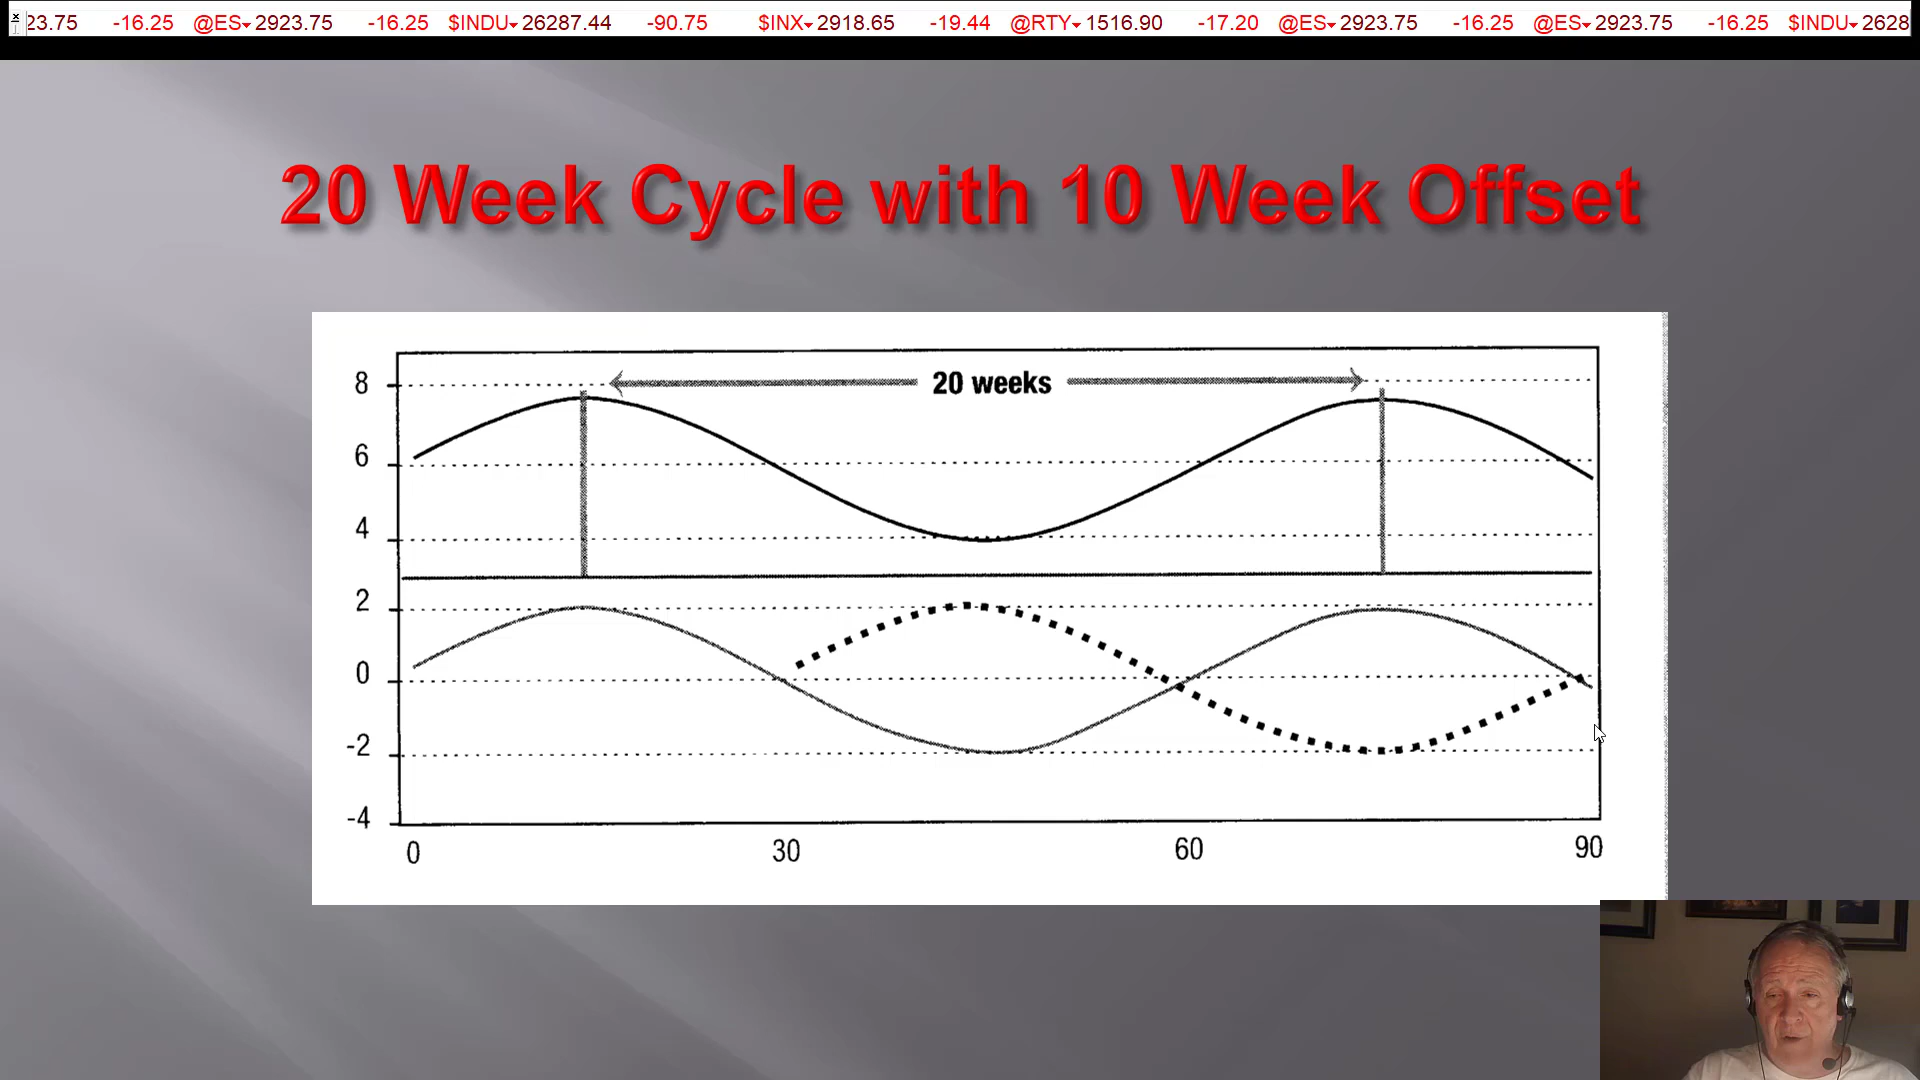 23.75 -16.25 @ES 2923.75 -16.25 $INDU 26287.44 -90.75 $INX 2918.65 -19.44 @RTY 1516.90 -17.20 @ES 2923.75 -16.25 @ES 2923.75 -16.25 $INDU 2628
20 Week Cycle with 10 Week Offset
20 weeks
8
6
4
2
0
-2
-4
0 30 60 90